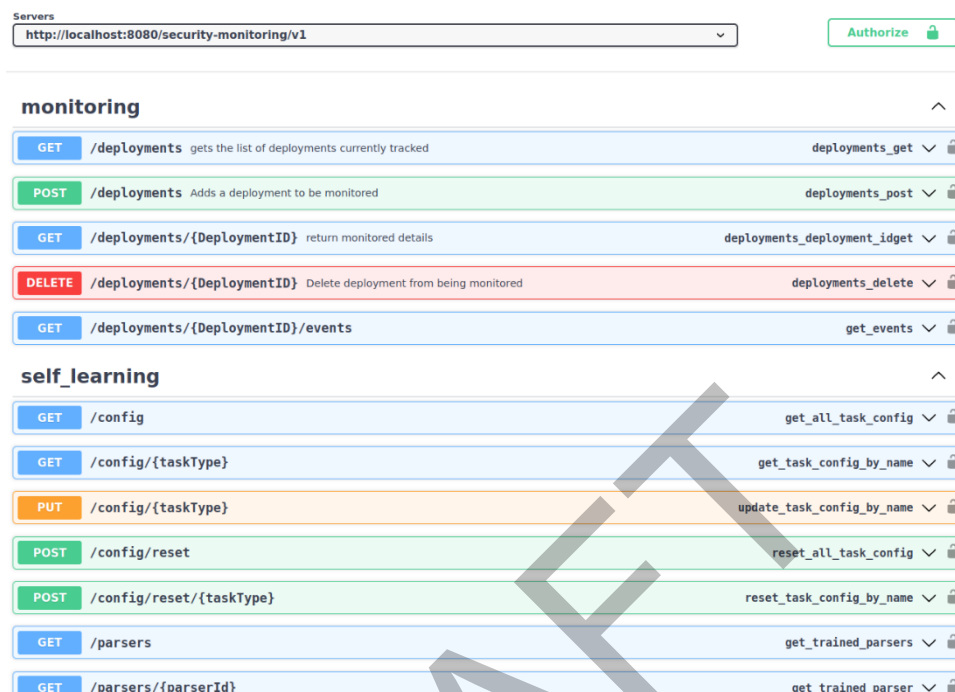 Servers
http://localhost:8080/security-monitoring/v1
Authorize
monitoring
GET /deployments gets the list of deployments currently tracked deployments_get
POST /deployments Adds a deployment to be monitored deployments_post
GET /deployments/{DeploymentID} return monitored details deployments_deployment_idget
DELETE /deployments/{DeploymentID} Delete deployment from being monitored deployments_delete
GET /deployments/{DeploymentID}/events get_events
self_learning
GET /config get_all_task_config
GET /config/{taskType} get_task_config_by_name
PUT /config/{taskType} update_task_config_by_name
POST /config/reset reset_all_task_config
POST /config/reset/{taskType} reset_task_config_by_name
GET /parsers get_trained_parsers
GET /parsers/{parserId} get_trained_parser